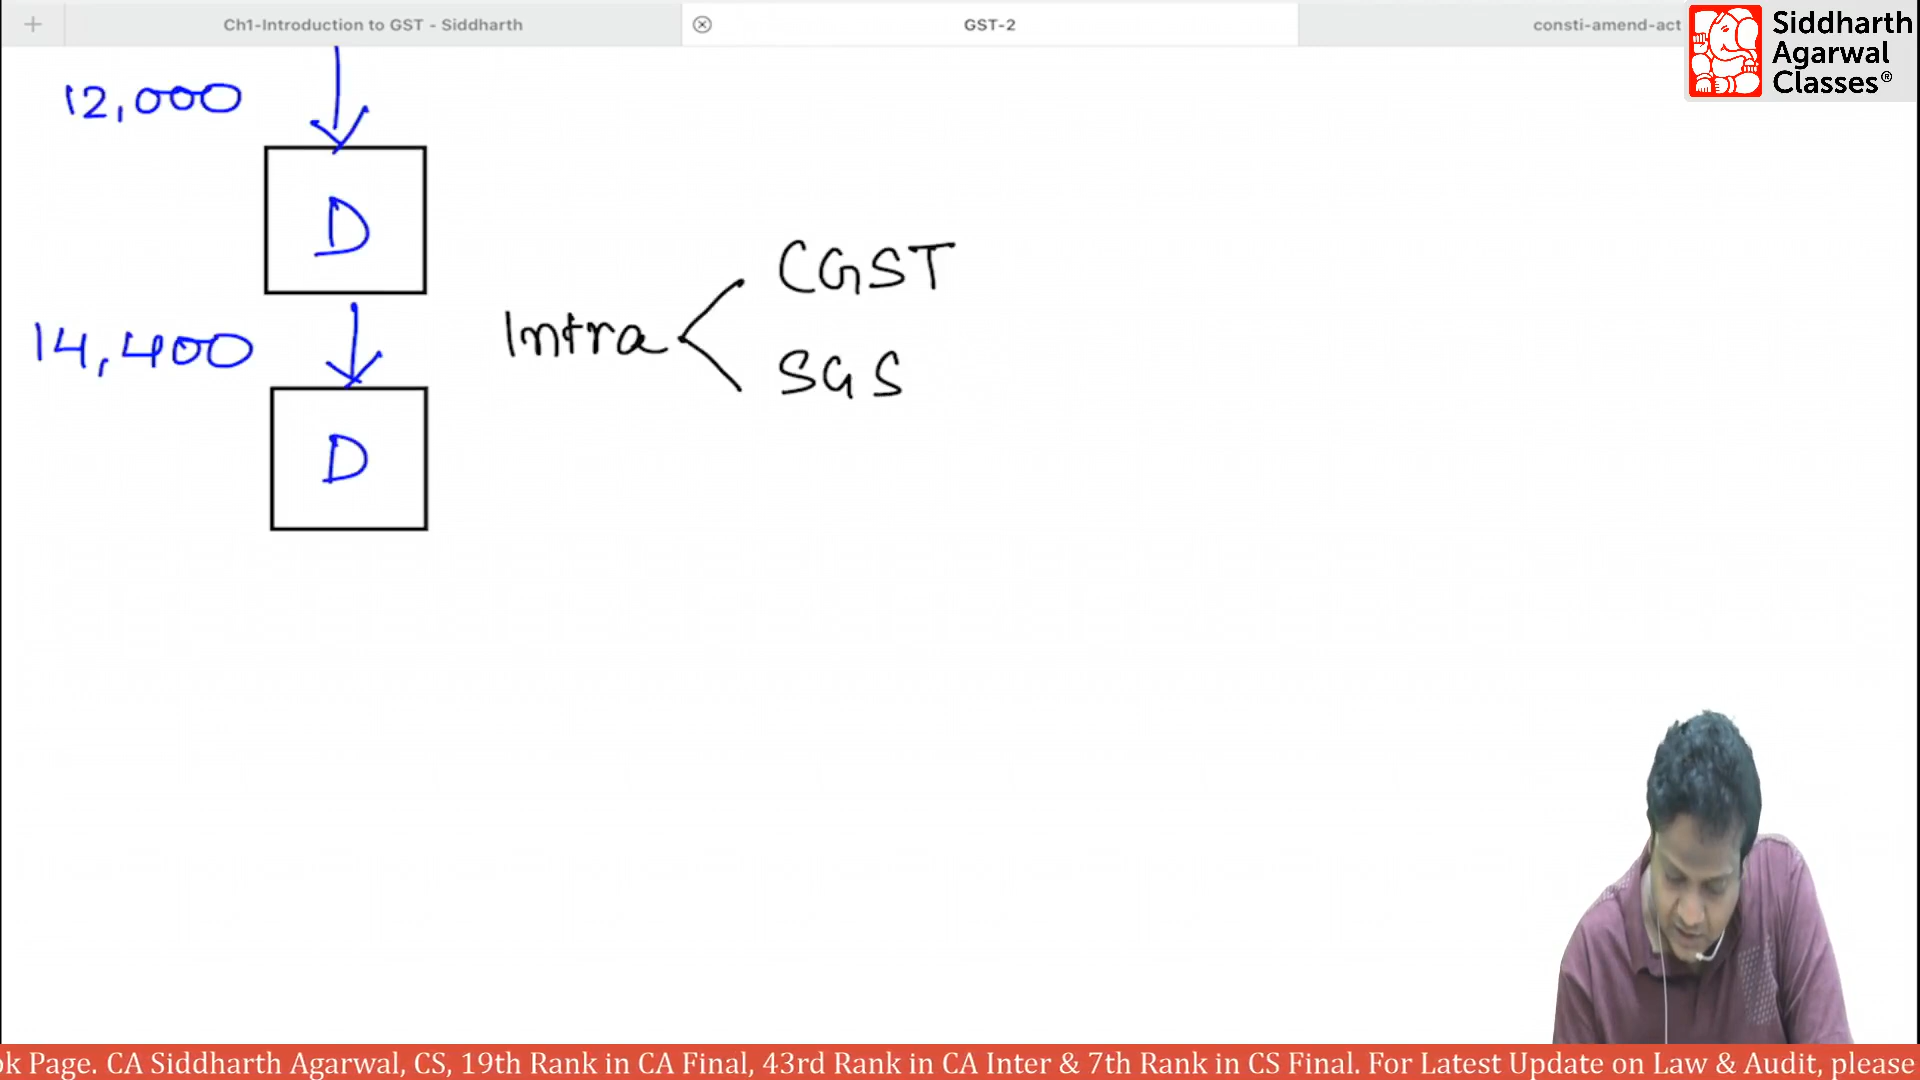 Ch1-Introduction to GST - Siddharth
GST-2
consti-amend-act
Siddharth
Agarwal
Classes®
12,000
D
14,400
D
Intra
CGST
SGS
ok Page. CA Siddharth Agarwal, CS, 19th Rank in CA Final, 43rd Rank in CA Inter & 7th Rank in CS Final. For Latest Update on Law & Audit, please